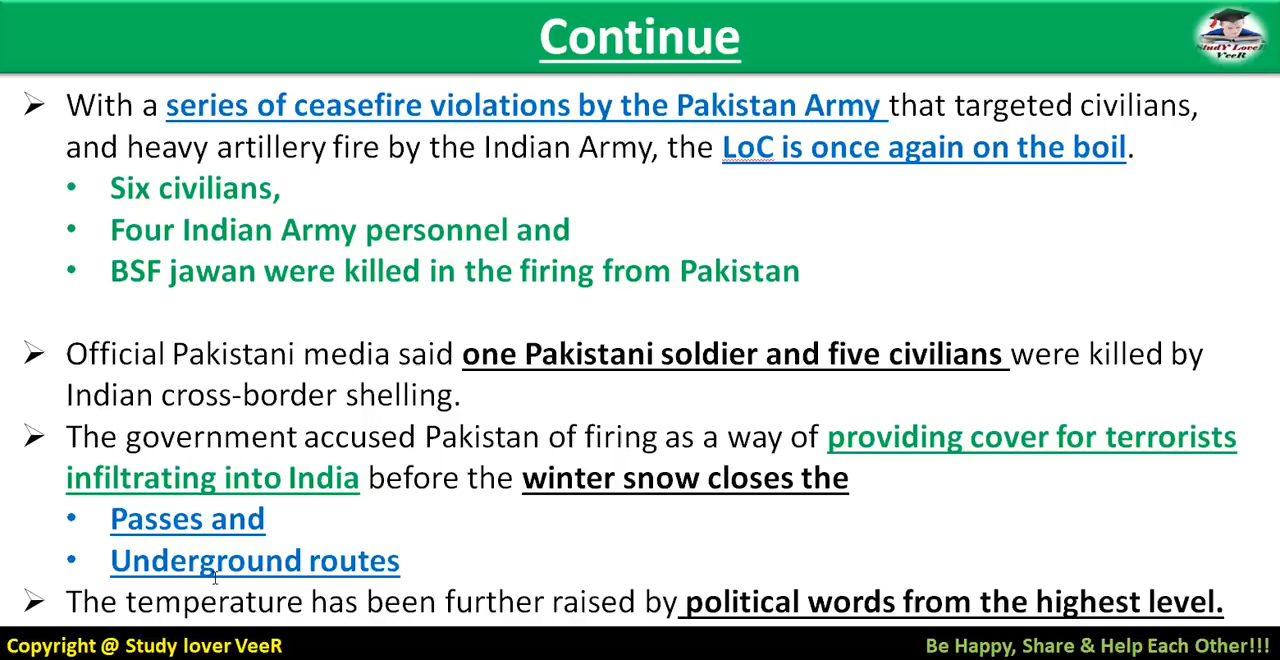 Continue
StudY LoveR
VeeR
➢ With a series of ceasefire violations by the Pakistan Army that targeted civilians,
and heavy artillery fire by the Indian Army, the LoC is once again on the boil.
• Six civilians,
• Four Indian Army personnel and
• BSF jawan were killed in the firing from Pakistan
➢ Official Pakistani media said one Pakistani soldier and five civilians were killed by
Indian cross-border shelling.
➢ The government accused Pakistan of firing as a way of providing cover for terrorists
infiltrating into India before the winter snow closes the
• Passes and
• Underground routes
➢ The temperature has been further raised by political words from the highest level.
Copyright @ Study lover VeeR
Be Happy, Share & Help Each Other!!!